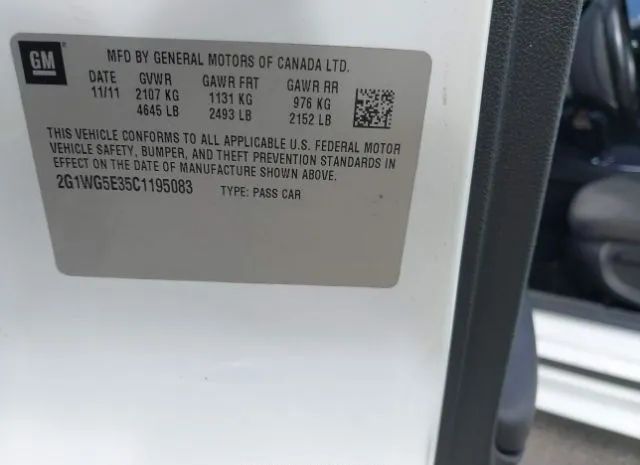 GM
MFD BY GENERAL MOTORS OF CANADA LTD.
DATE GVWR GAWR FRT GAWR RR
11/11 2107 KG 1131 KG 976 KG
4645 LB 2493 LB 2152 LB
THIS VEHICLE CONFORMS TO ALL APPLICABLE U.S. FEDERAL MOTOR
VEHICLE SAFETY, BUMPER, AND THEFT PREVENTION STANDARDS IN
EFFECT ON THE DATE OF MANUFACTURE SHOWN ABOVE.
2G1WG5E35C1195083 TYPE: PASS CAR